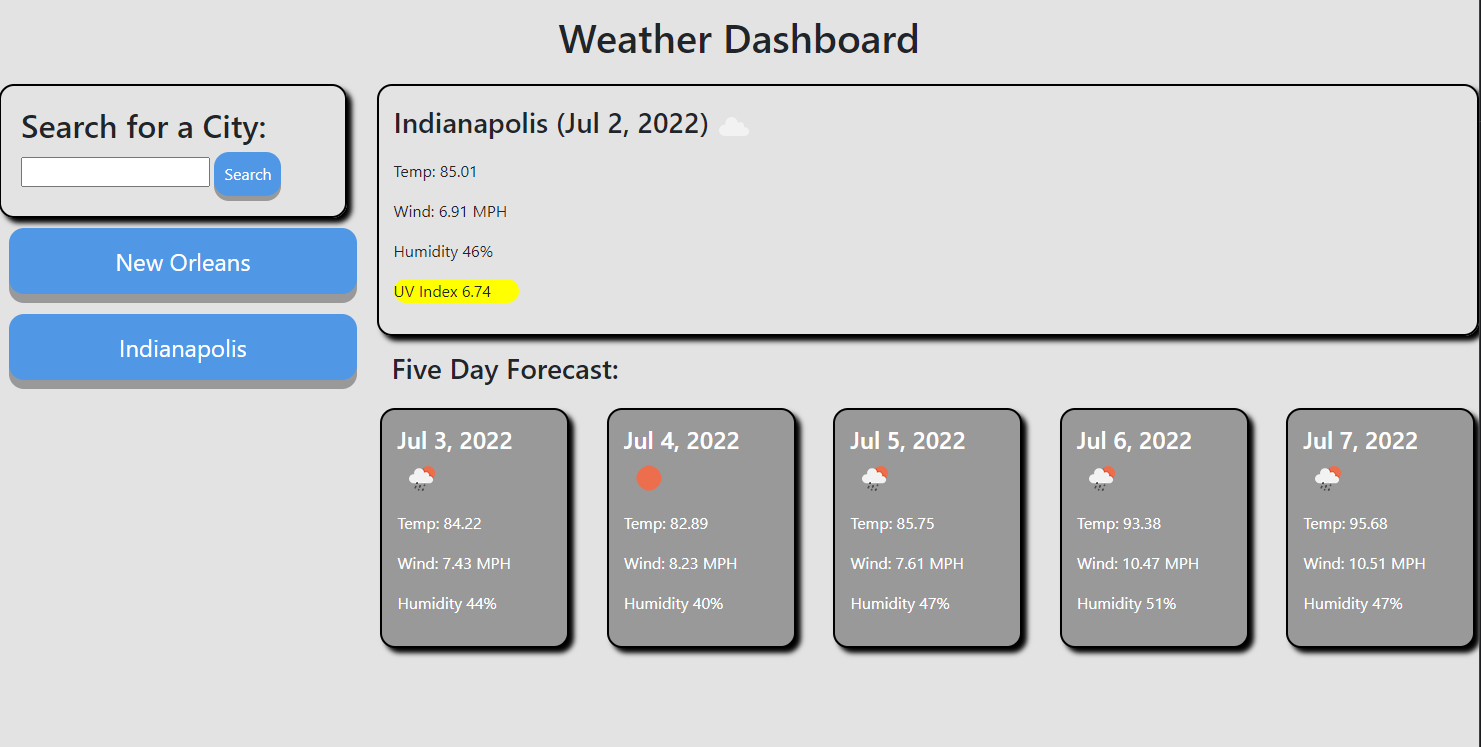 Weather Dashboard
Search for a City:
Search
New Orleans
Indianapolis
Indianapolis (Jul 2, 2022)
Temp: 85.01
Wind: 6.91 MPH
Humidity 46%
UV Index 6.74
Five Day Forecast:
Jul 3, 2022
Temp: 84.22
Wind: 7.43 MPH
Humidity 44%
Jul 4, 2022
Temp: 82.89
Wind: 8.23 MPH
Humidity 40%
Jul 5, 2022
Temp: 85.75
Wind: 7.61 MPH
Humidity 47%
Jul 6, 2022
Temp: 93.38
Wind: 10.47 MPH
Humidity 51%
Jul 7, 2022
Temp: 95.68
Wind: 10.51 MPH
Humidity 47%